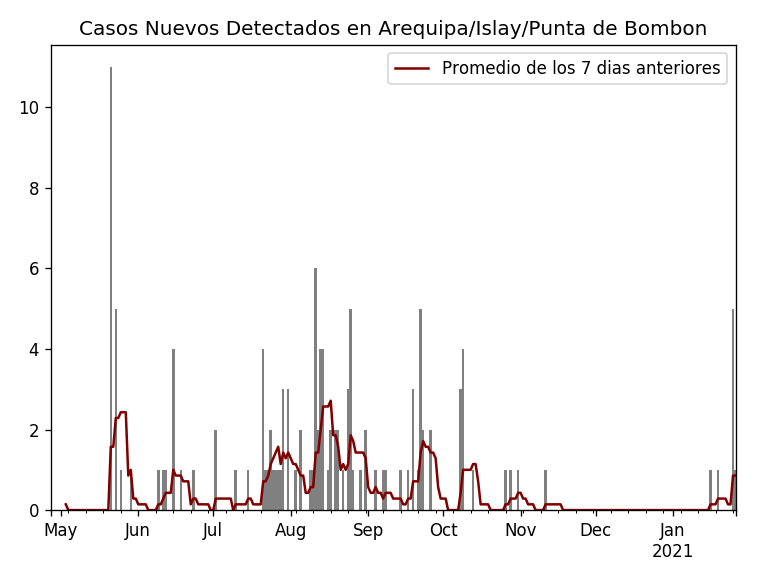 Casos Nuevos Detectados en Arequipa/Islay/Punta de Bombon
Promedio de los 7 dias anteriores
10
8
6
4
2
0
May Jun Jul Aug Sep Oct Nov Dec Jan
2021